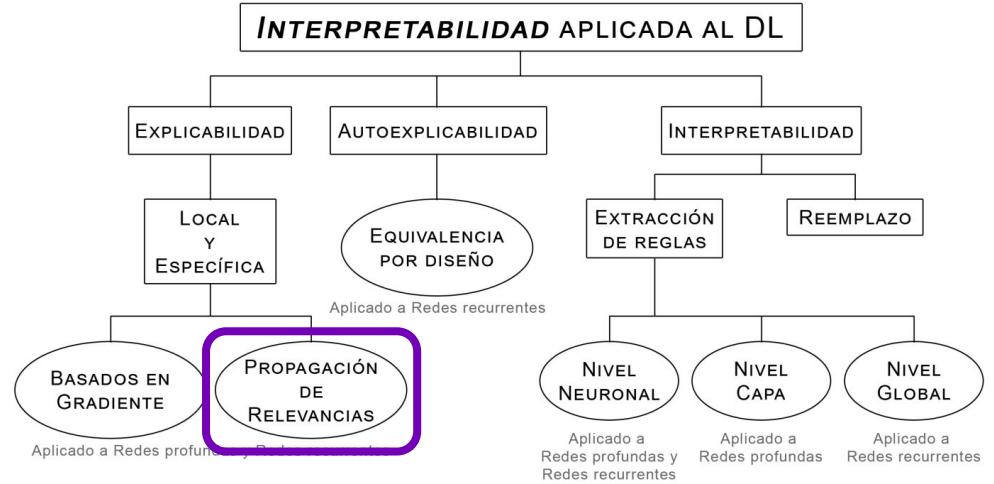 INTERPRETABILIDAD APLICADA AL DL
EXPLICABILIDAD
AUTOEXPLICABILIDAD
INTERPRETABILIDAD
LOCAL
Y
ESPECÍFICA
EQUIVALENCIA
POR DISEÑO
Aplicado a Redes recurrentes
EXTRACCIÓN
DE REGLAS
REEMPLAZO
BASADOS EN
GRADIENTE
PROPAGACIÓN
DE
RELEVANCIAS
Aplicado a Redes profundas y Redes recurrentes
NIVEL
NEURONAL
Aplicado a
Redes profundas y
Redes recurrentes
NIVEL
CAPA
Aplicado a
Redes profundas
NIVEL
GLOBAL
Aplicado a
Redes recurrentes